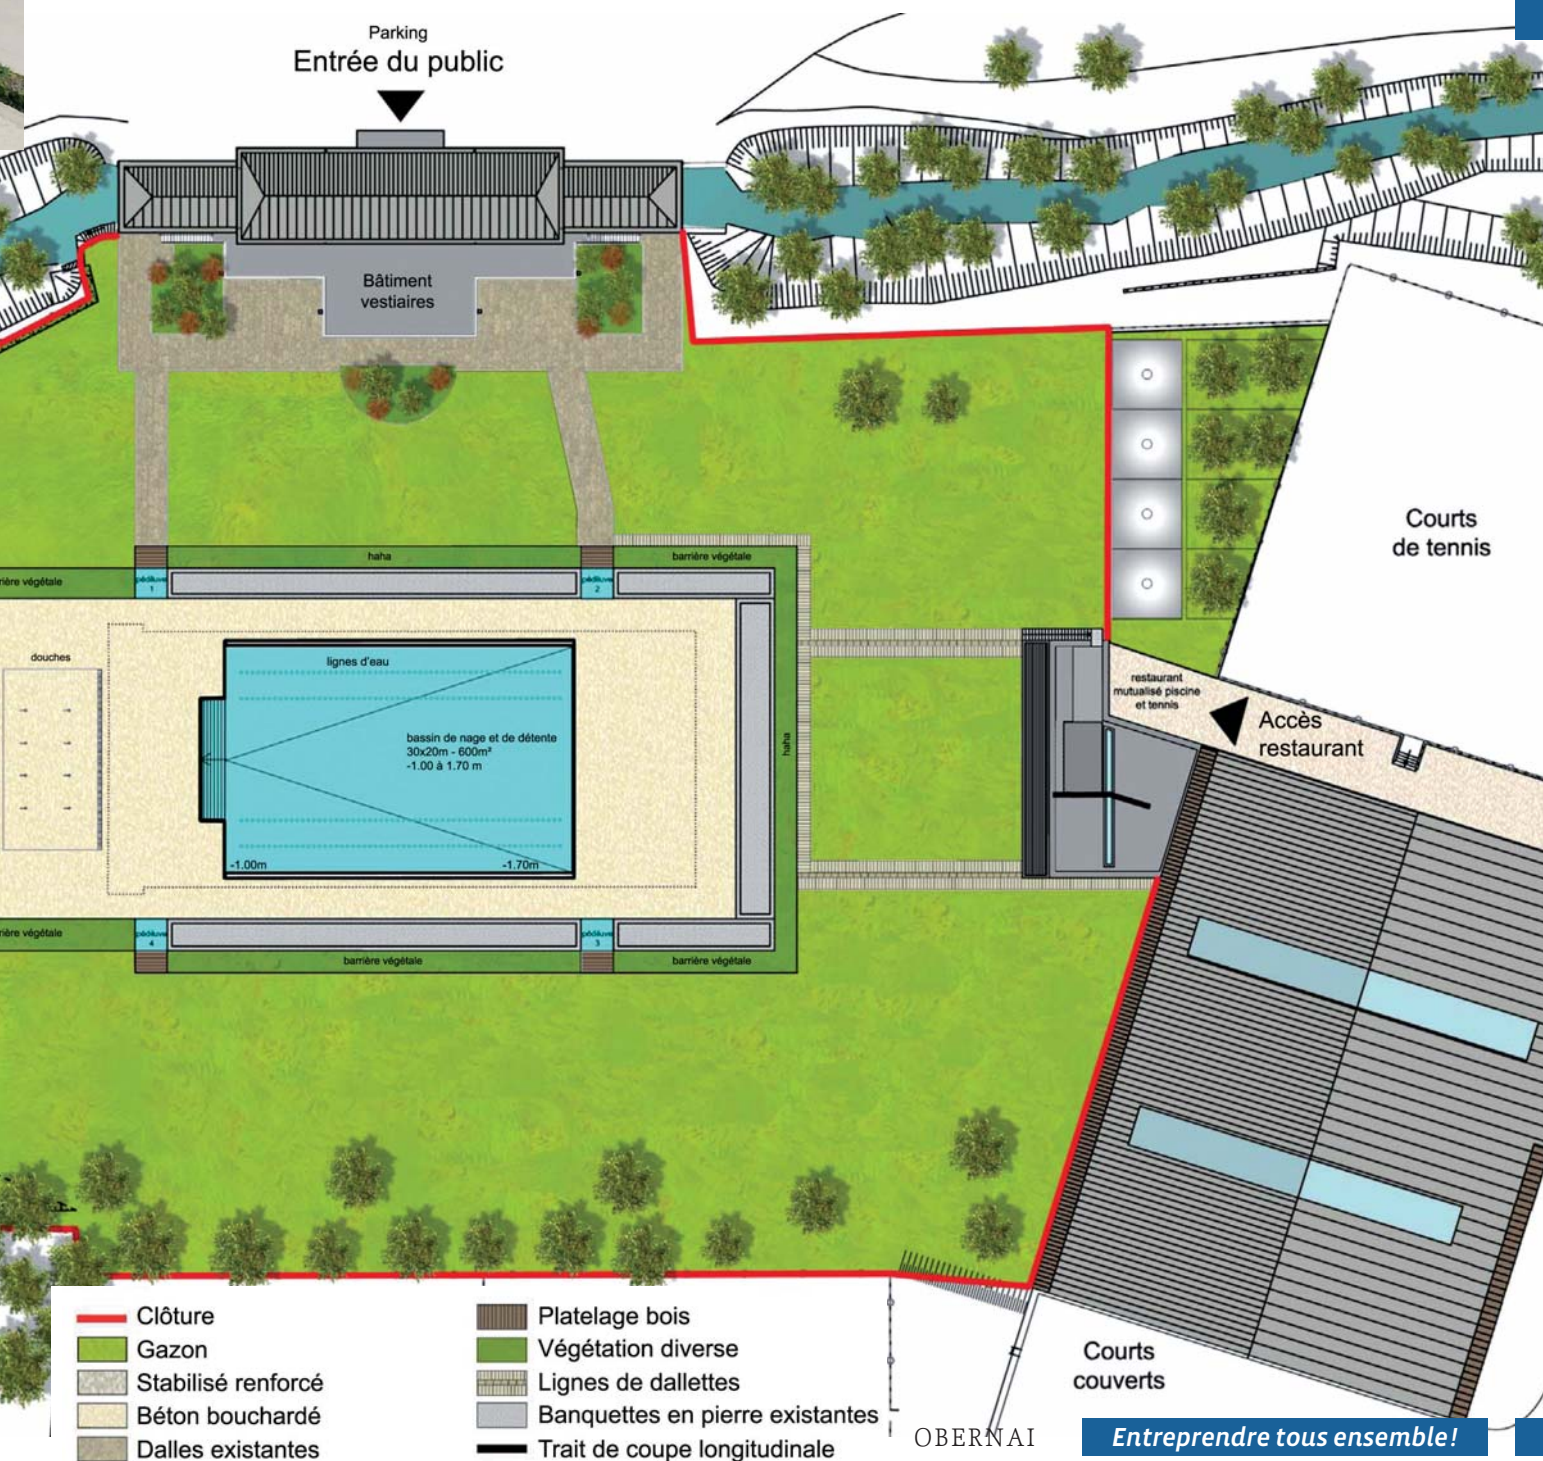 Parking
Entrée du public
Bâtiment
vestiaires
Courts
de tennis
haha
barrière végétale
rière végétale
pédiluve
1
pédiluve
2
douches
lignes d'eau
bassin de nage et de détente
30x20m - 600m²
-1.00 à 1.70 m
-1.00m
-1.70m
haha
restaurant
mutualisé piscine
et tennis
Accès
restaurant
rière végétale
pédiluve
4
pédiluve
3
barrière végétale
barrière végétale
Clôture
Gazon
Stabilisé renforcé
Béton bouchardé
Dalles existantes
Platelage bois
Végétation diverse
Lignes de dallettes
Banquettes en pierre existantes
Trait de coupe longitudinale
Courts
couverts
OBERNAI
Entreprendre tous ensemble!